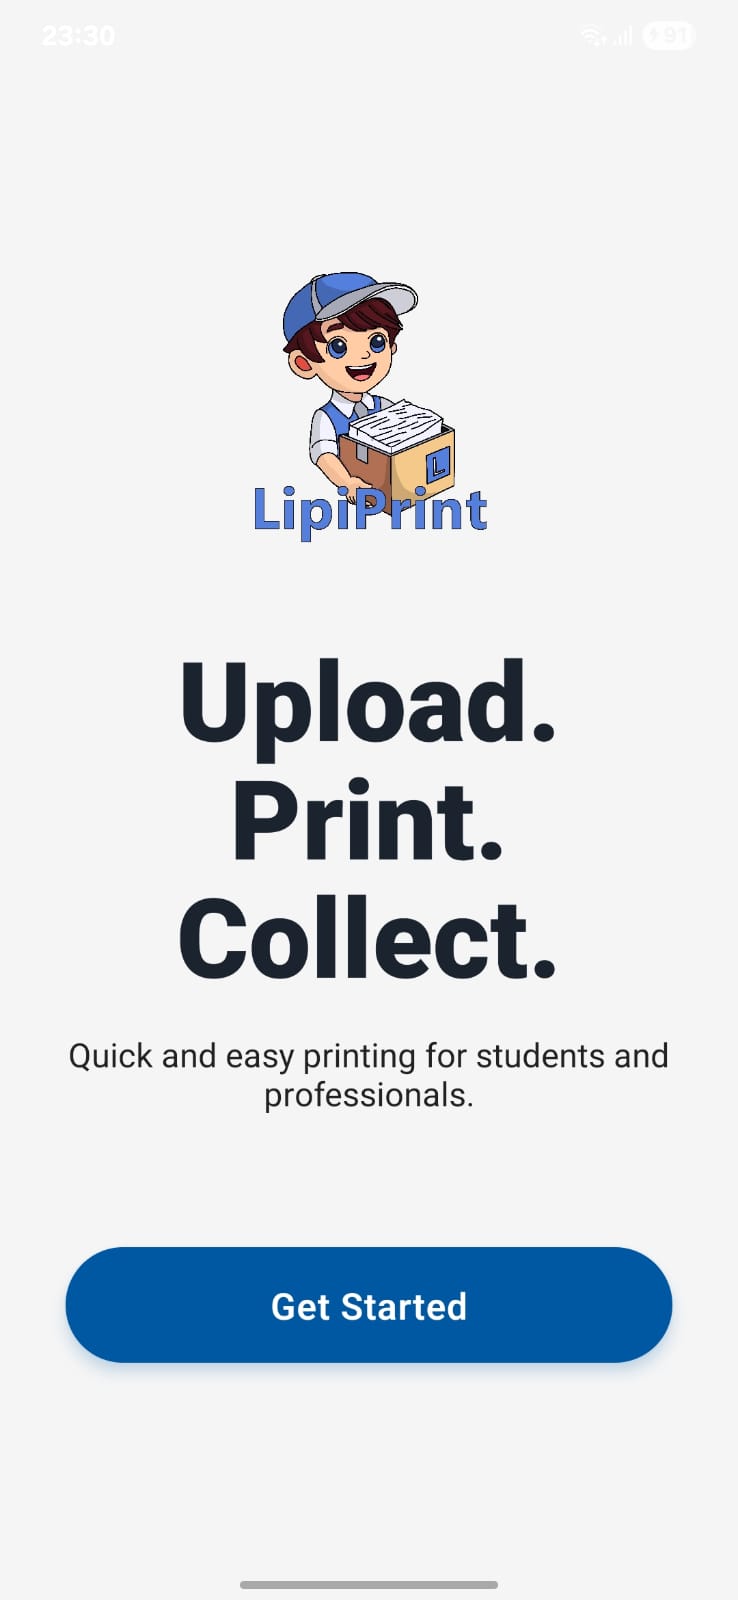 23:30
91
L
LipiPrint
Upload.
Print.
Collect.
Quick and easy printing for students and
professionals.
Get Started